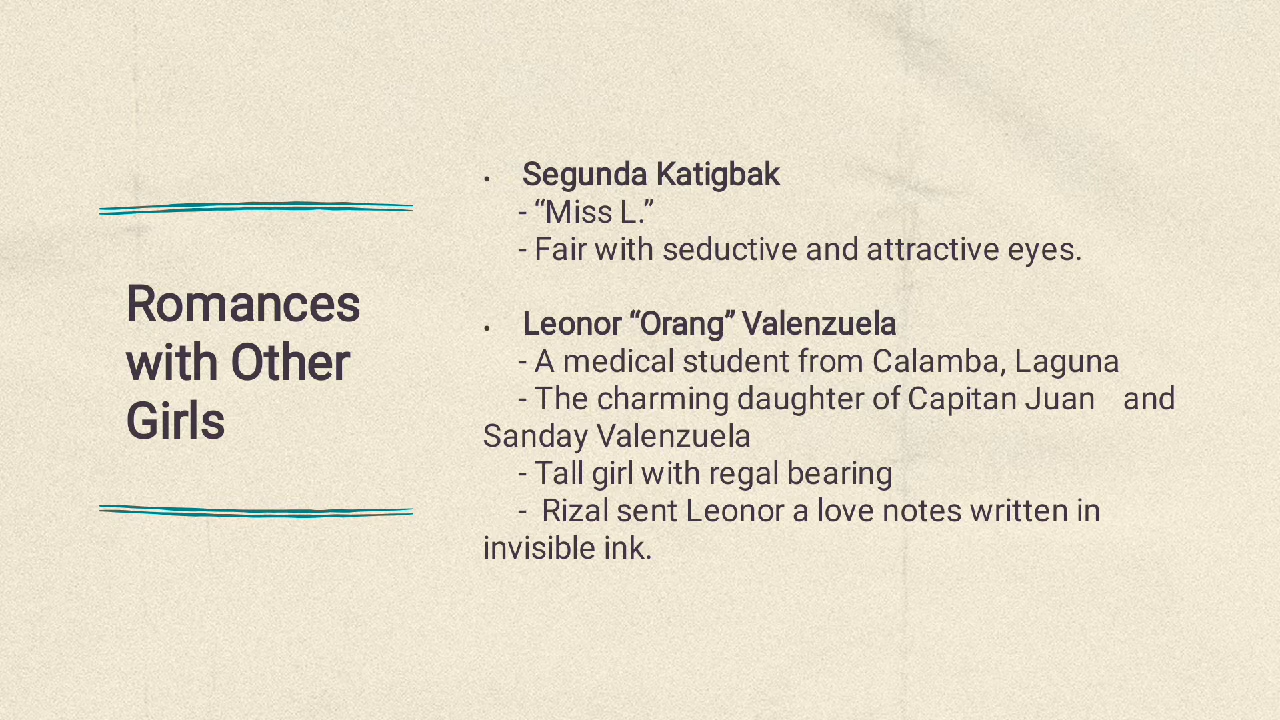 Romances
with Other
Girls
• Segunda Katigbak
- “Miss L.”
- Fair with seductive and attractive eyes.
• Leonor “Orang” Valenzuela
- A medical student from Calamba, Laguna
- The charming daughter of Capitan Juan and
Sanday Valenzuela
- Tall girl with regal bearing
- Rizal sent Leonor a love notes written in
invisible ink.